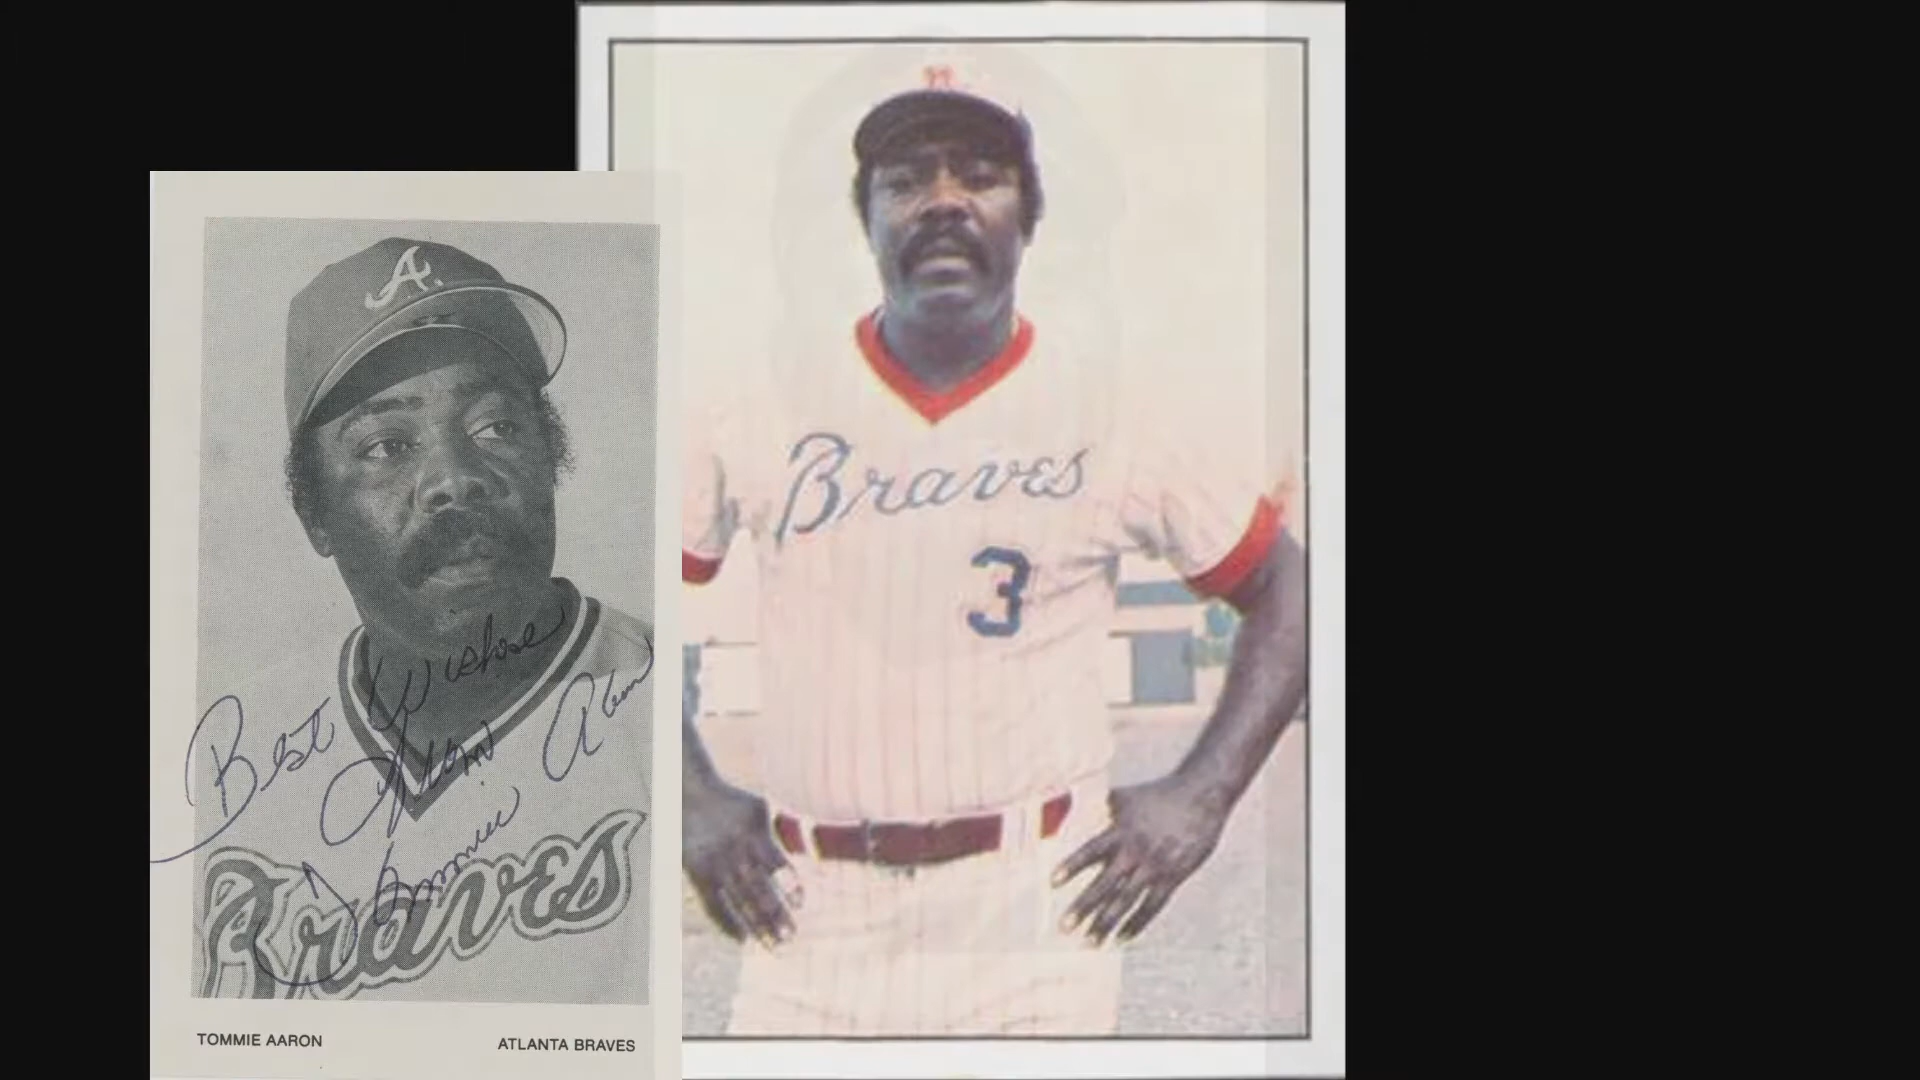 A
Best Wishes
Tommie Aaron
Braves
TOMMIE AARON ATLANTA BRAVES
Braves
3